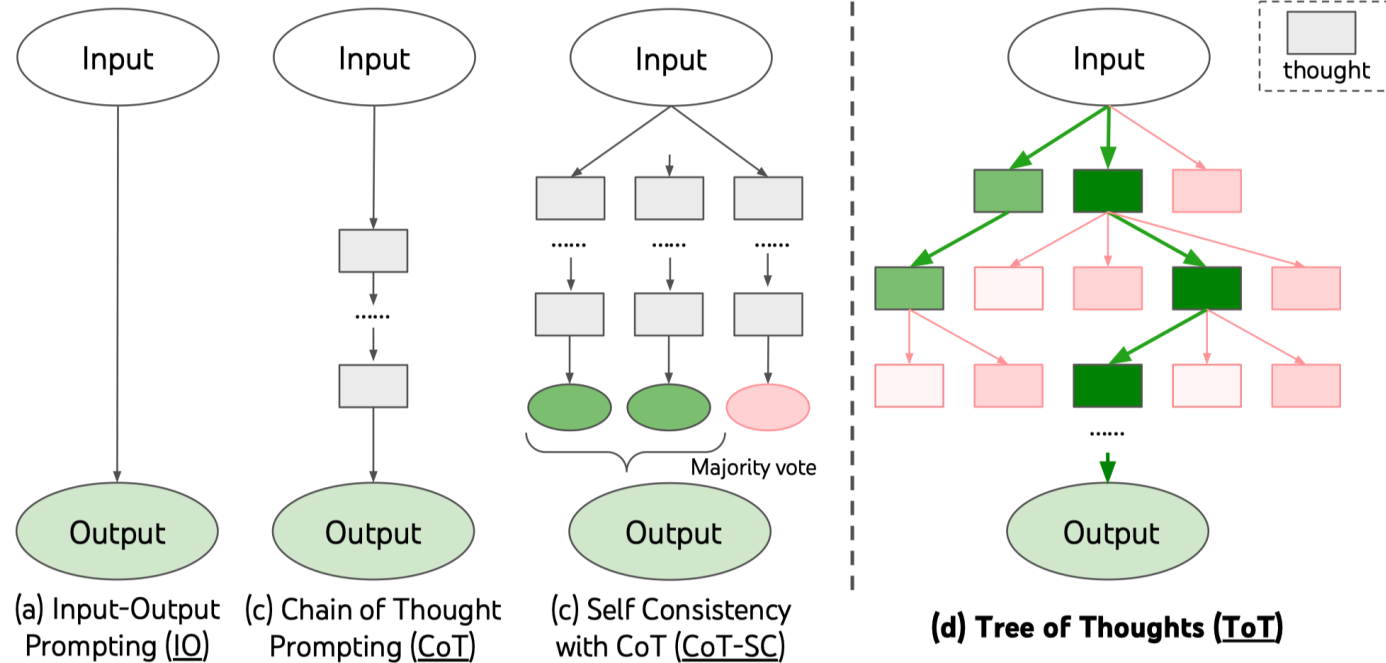 Input
Output
(a) Input-Output
Prompting (IO)
Input
......
Output
(c) Chain of Thought
Prompting (CoT)
Input
......
......
......
Majority vote
Output
(c) Self Consistency
with CoT (CoT-SC)
Input
thought
......
Output
(d) Tree of Thoughts (ToT)